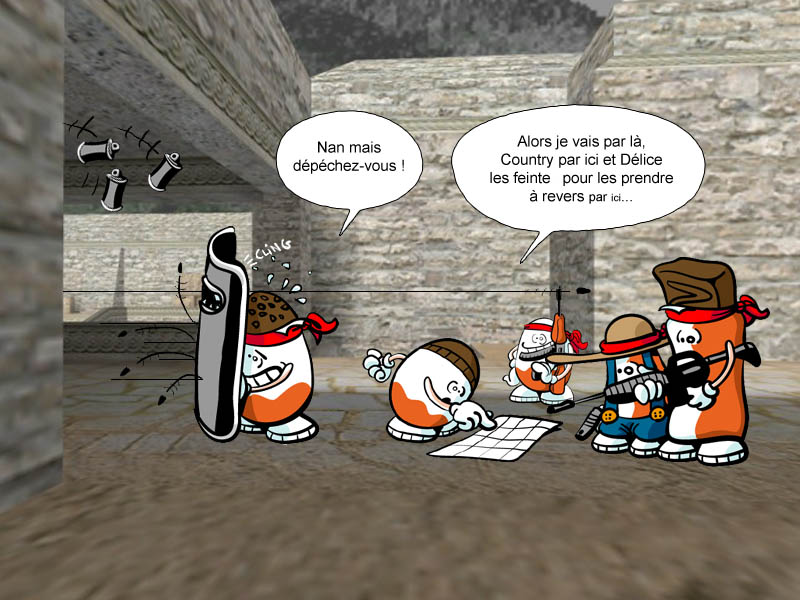 Nan mais
dépéchez-vous !
Alors je vais par là,
Country par ici et Délice
les feinte pour les prendre
à revers par ici...
CLING